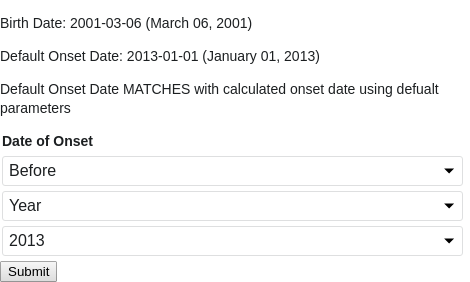 Birth Date: 2001-03-06 (March 06, 2001)
Default Onset Date: 2013-01-01 (January 01, 2013)
Default Onset Date MATCHES with calculated onset date using defualt
parameters
Date of Onset
Before
Year
2013
Submit